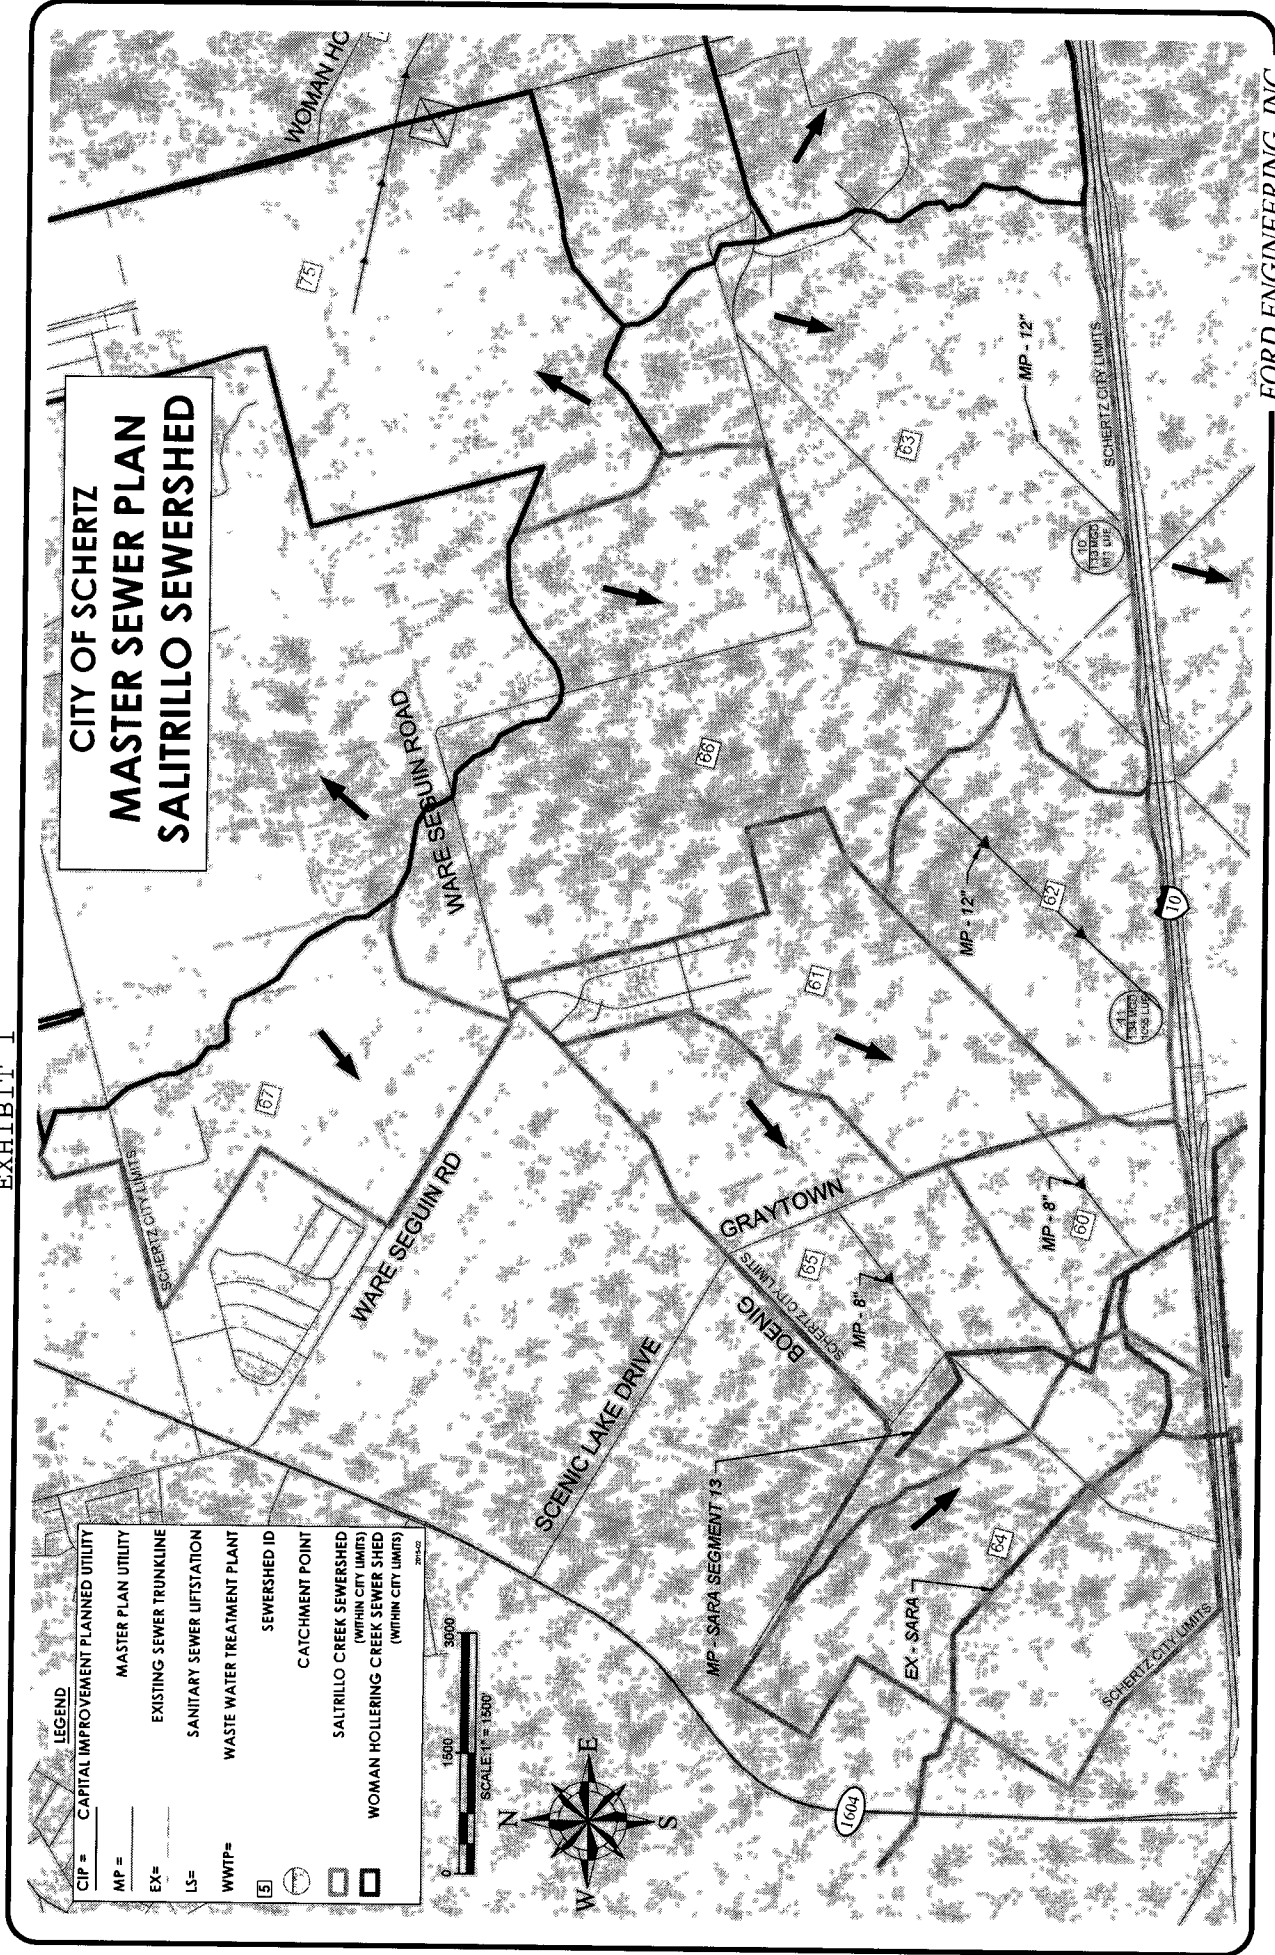 EXHIBIT 1
CITY OF SCHERTZ
MASTER SEWER PLAN
SALITRILLO SEWERSHED
LEGEND
CIP = CAPITAL IMPROVEMENT PLANNED UTILITY
MP = MASTER PLAN UTILITY
EX= EXISTING SEWER TRUNKLINE
LS= SANITARY SEWER LIFTSTATION
WWTP= WASTE WATER TREATMENT PLANT
5 SEWERSHED ID
CATCHMENT POINT
SALTRILLO CREEK SEWERSHED
(WITHIN CITY LIMITS)
WOMAN HOLLERING CREEK SEWER SHED
(WITHIN CITY LIMITS)
2015-02
0 1500 3000
SCALE: 1" = 1500'
N
W E
S
WOMAN HO
75
WARE SEGUIN ROAD
67
SCHERTZ CITY LIMITS
WARE SEGUIN RD
66
63
MP - 12"
SCHERTZ CITY LIMITS
10
61
MP - 12"
62
41
10
GRAYTOWN
BOENIG
SCHERTZ CITY LIMITS
65
MP - 8"
MP - 8"
60
SCENIC LAKE DRIVE
MP - SARA SEGMENT 13
64
EX - SARA
SCHERTZ CITY LIMITS
1604
FORD ENGINEERING, INC